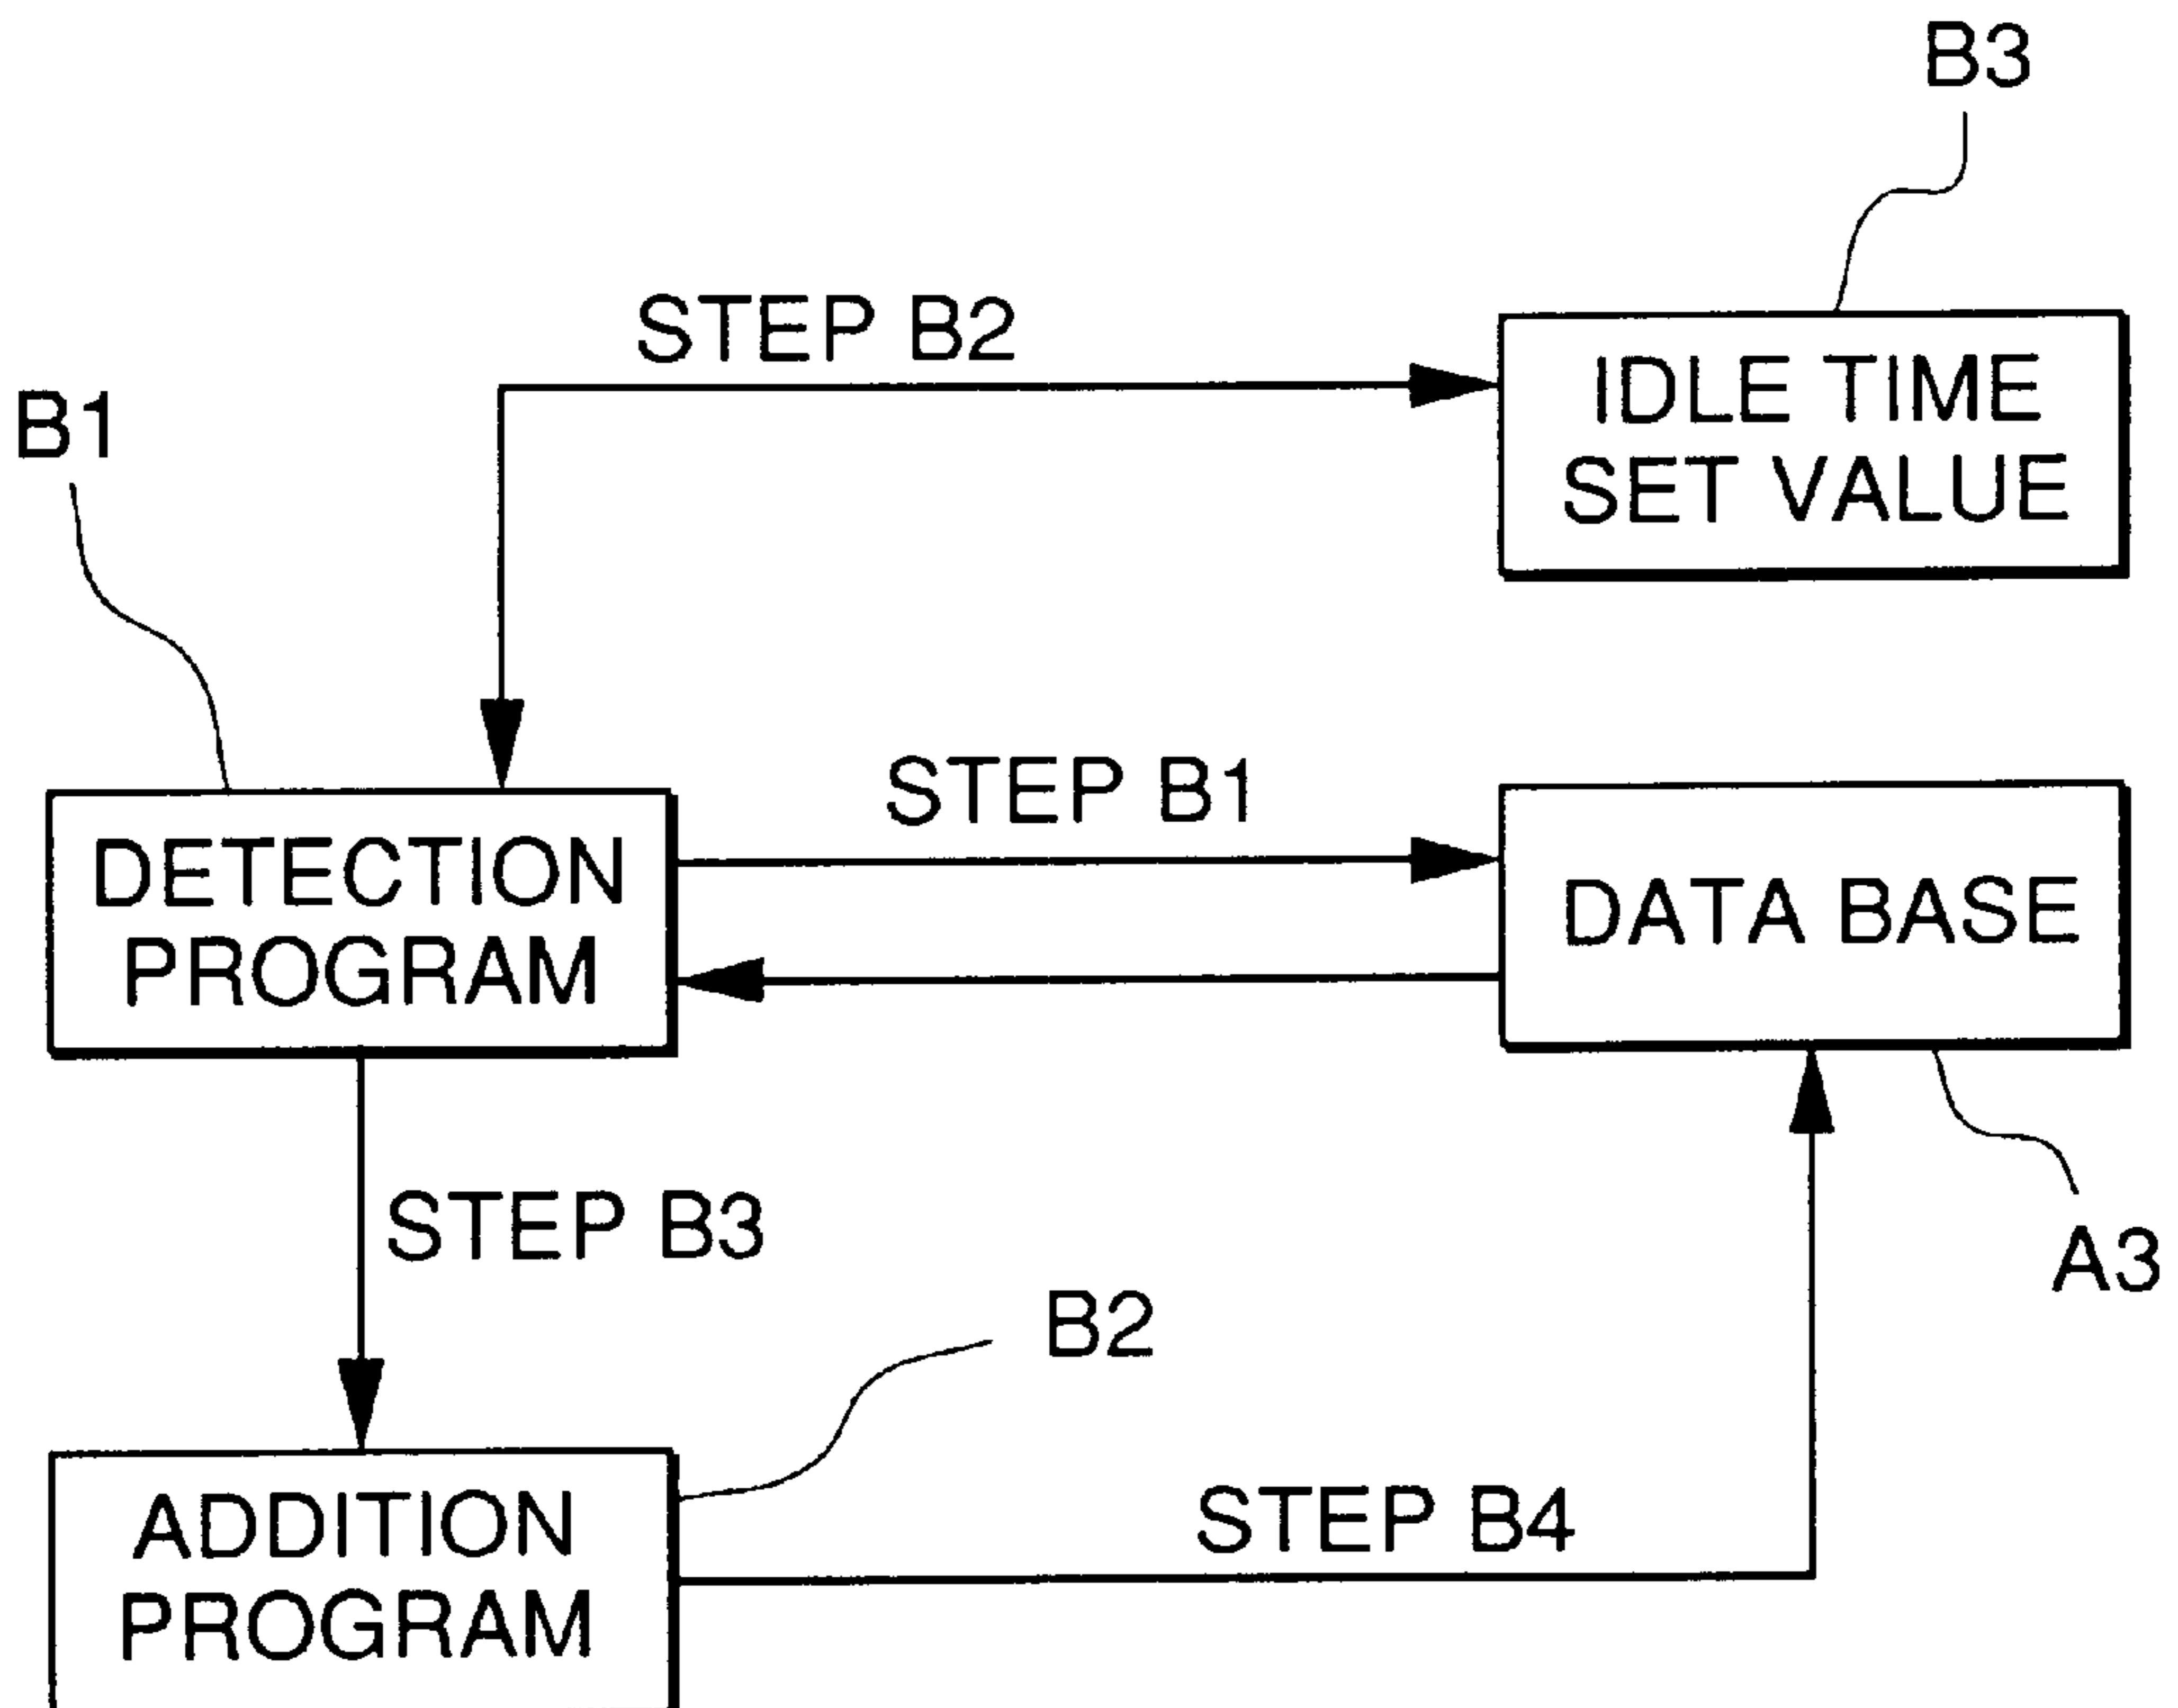 B3
STEP B2
IDLE TIME
SET VALUE
B1
STEP B1
DETECTION
PROGRAM
DATA BASE
STEP B3
A3
B2
ADDITION
PROGRAM
STEP B4